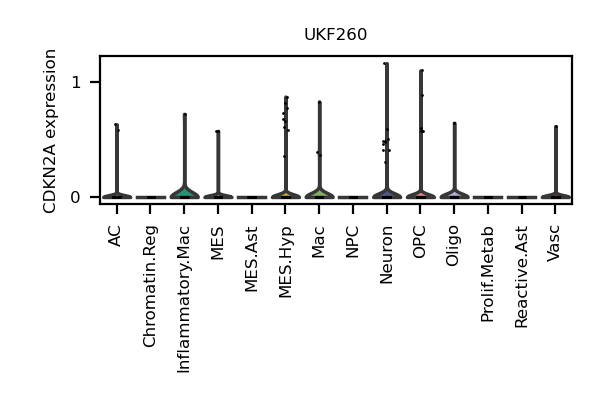 UKF260
CDKN2A expression
1
0
AC
Chromatin.Reg
Inflammatory.Mac
MES
MES.Ast
MES.Hyp
Mac
NPC
Neuron
OPC
Oligo
Prolif.Metab
Reactive.Ast
Vasc